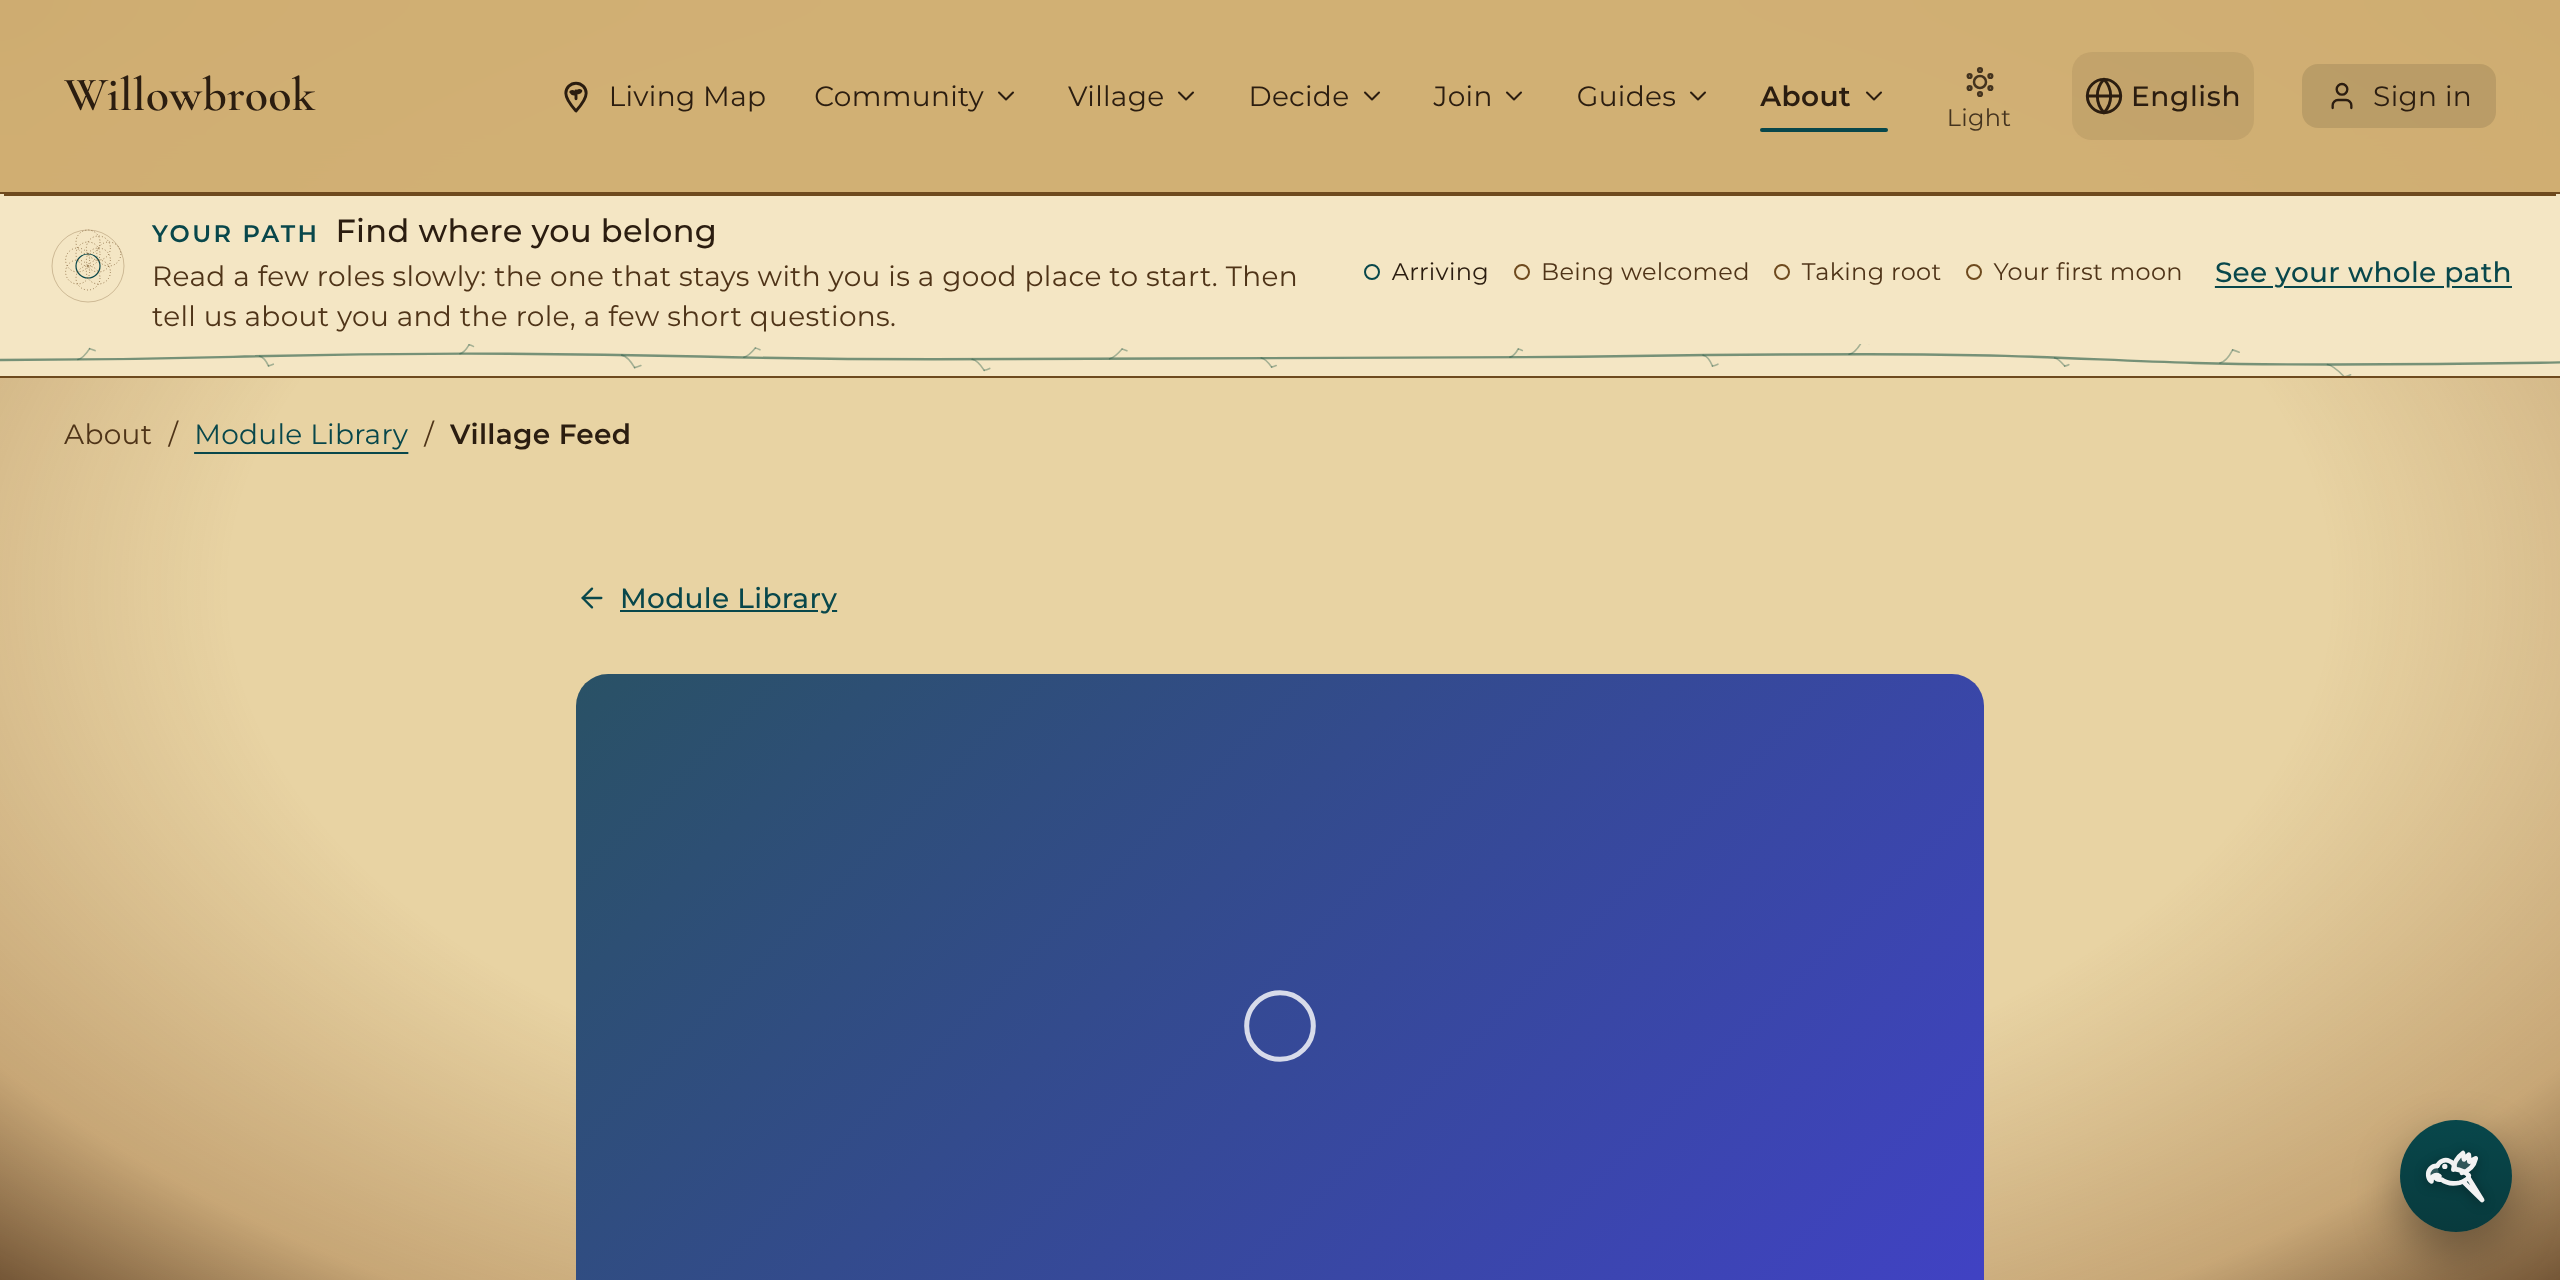 Willowbrook
Living Map Community Village Decide Join Guides About Light English Sign in
YOUR PATH Find where you belong
Read a few roles slowly: the one that stays with you is a good place to start. Then
tell us about you and the role, a few short questions.
Arriving Being welcomed Taking root Your first moon See your whole path
About / Module Library / Village Feed
Module Library